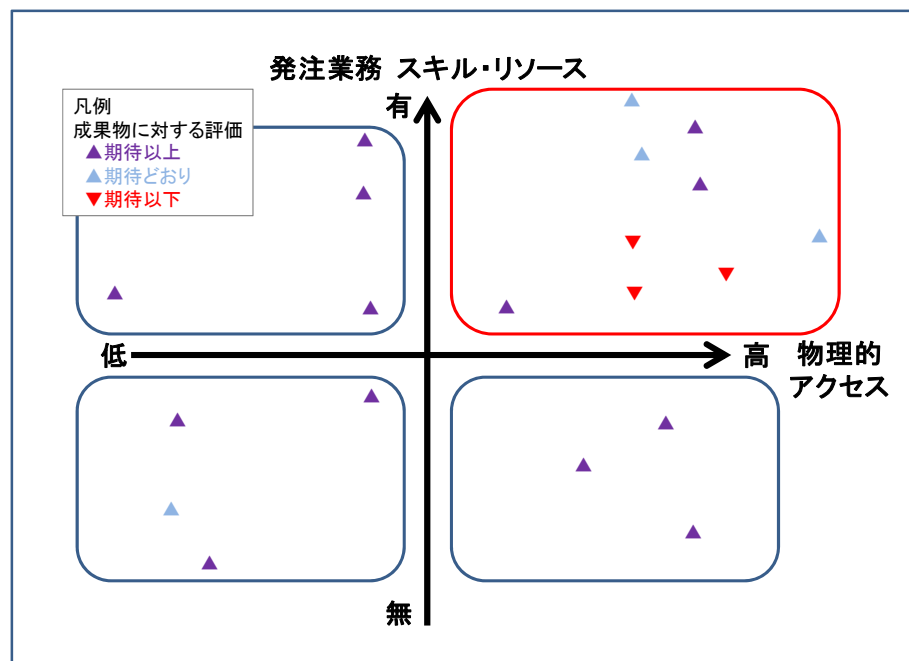 発注業務 スキル・リソース
有
凡例
成果物に対する評価
▲期待以上
▲期待どおり
▼期待以下
低
高 物理的
アクセス
無